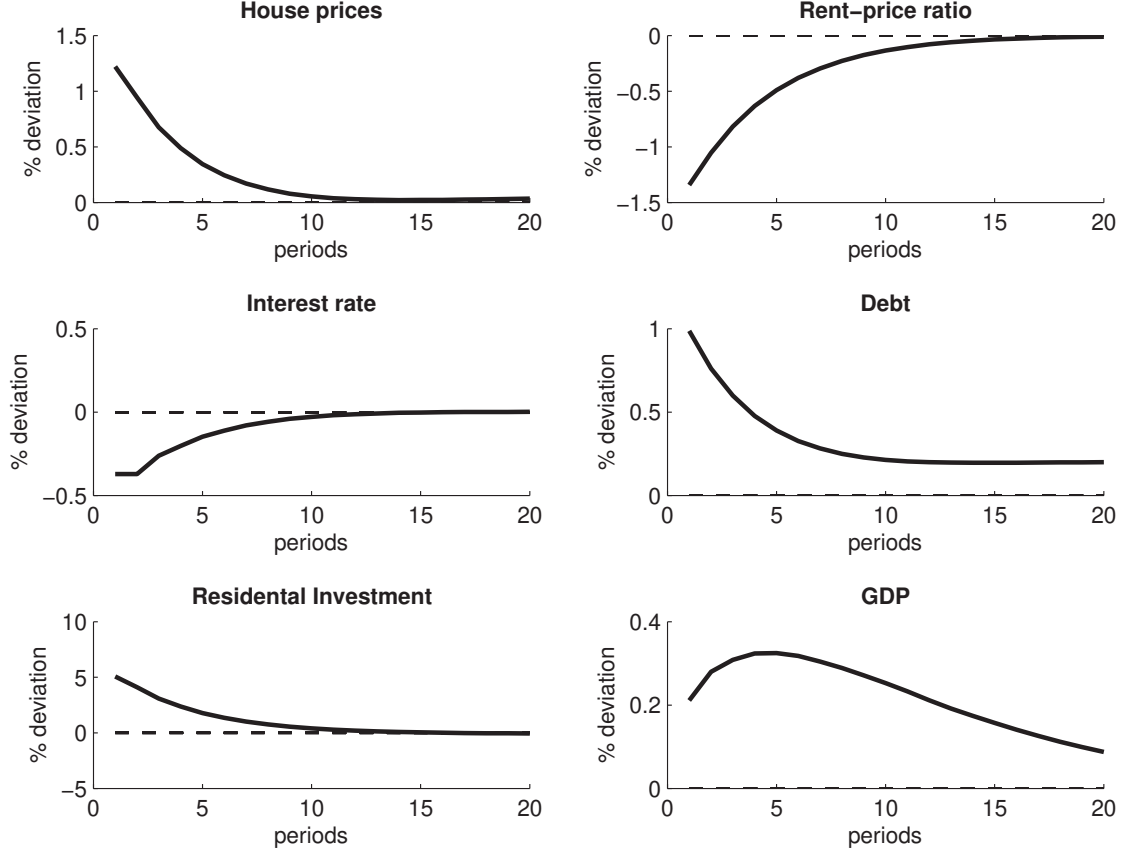 House prices
1.5
1
0.5
0
% deviation
0 5 10 15 20
periods
Rent−price ratio
0
−0.5
−1
−1.5
% deviation
0 5 10 15 20
periods
Interest rate
0.5
0
−0.5
% deviation
0 5 10 15 20
periods
Debt
1
0.5
0
% deviation
0 5 10 15 20
periods
Residental Investment
10
5
0
−5
% deviation
0 5 10 15 20
periods
GDP
0.4
0.2
0
% deviation
0 5 10 15 20
periods